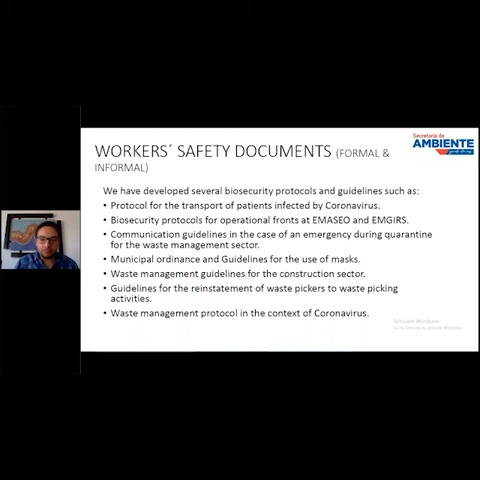 Secretaría de
AMBIENTE
WORKERS´ SAFETY DOCUMENTS (FORMAL &
INFORMAL)
We have developed several biosecurity protocols and guidelines such as:
• Protocol for the transport of patients infected by Coronavirus.
• Biosecurity protocols for operational fronts at EMASEO and EMGIRS.
• Communication guidelines in the case of an emergency during quarantine
for the waste management sector.
• Municipal ordinance and Guidelines for the use of masks.
• Waste management guidelines for the construction sector.
• Guidelines for the reinstatement of waste pickers to waste picking
activities.
• Waste management protocol in the context of Coronavirus.
Activate Windows
Go to Settings to activate Windows.